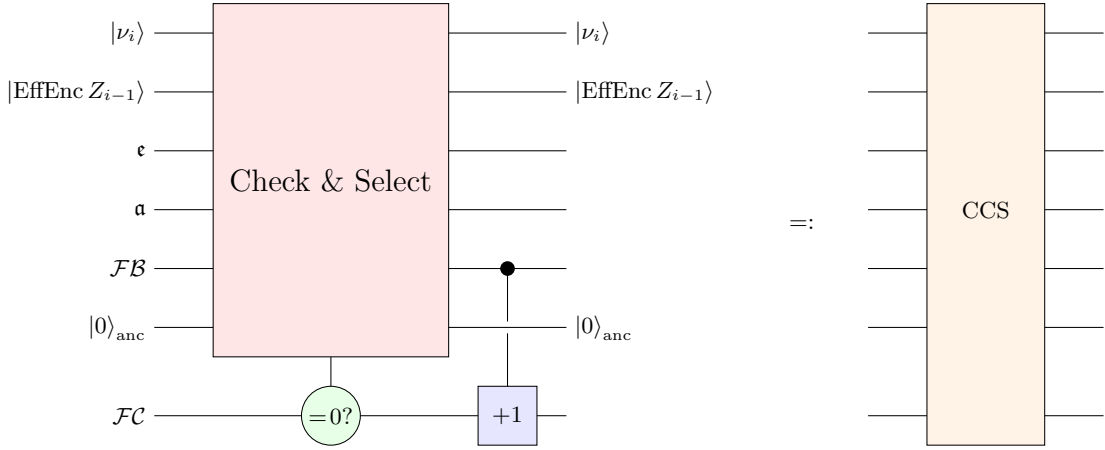 |ν_i⟩ |ν_i⟩
|EffEnc Z_{i−1}⟩ |EffEnc Z_{i−1}⟩
𝔢
Check & Select
𝔞 CCS
=:
ℱℬ
|0⟩_anc |0⟩_anc
ℱ𝒞 =0? +1